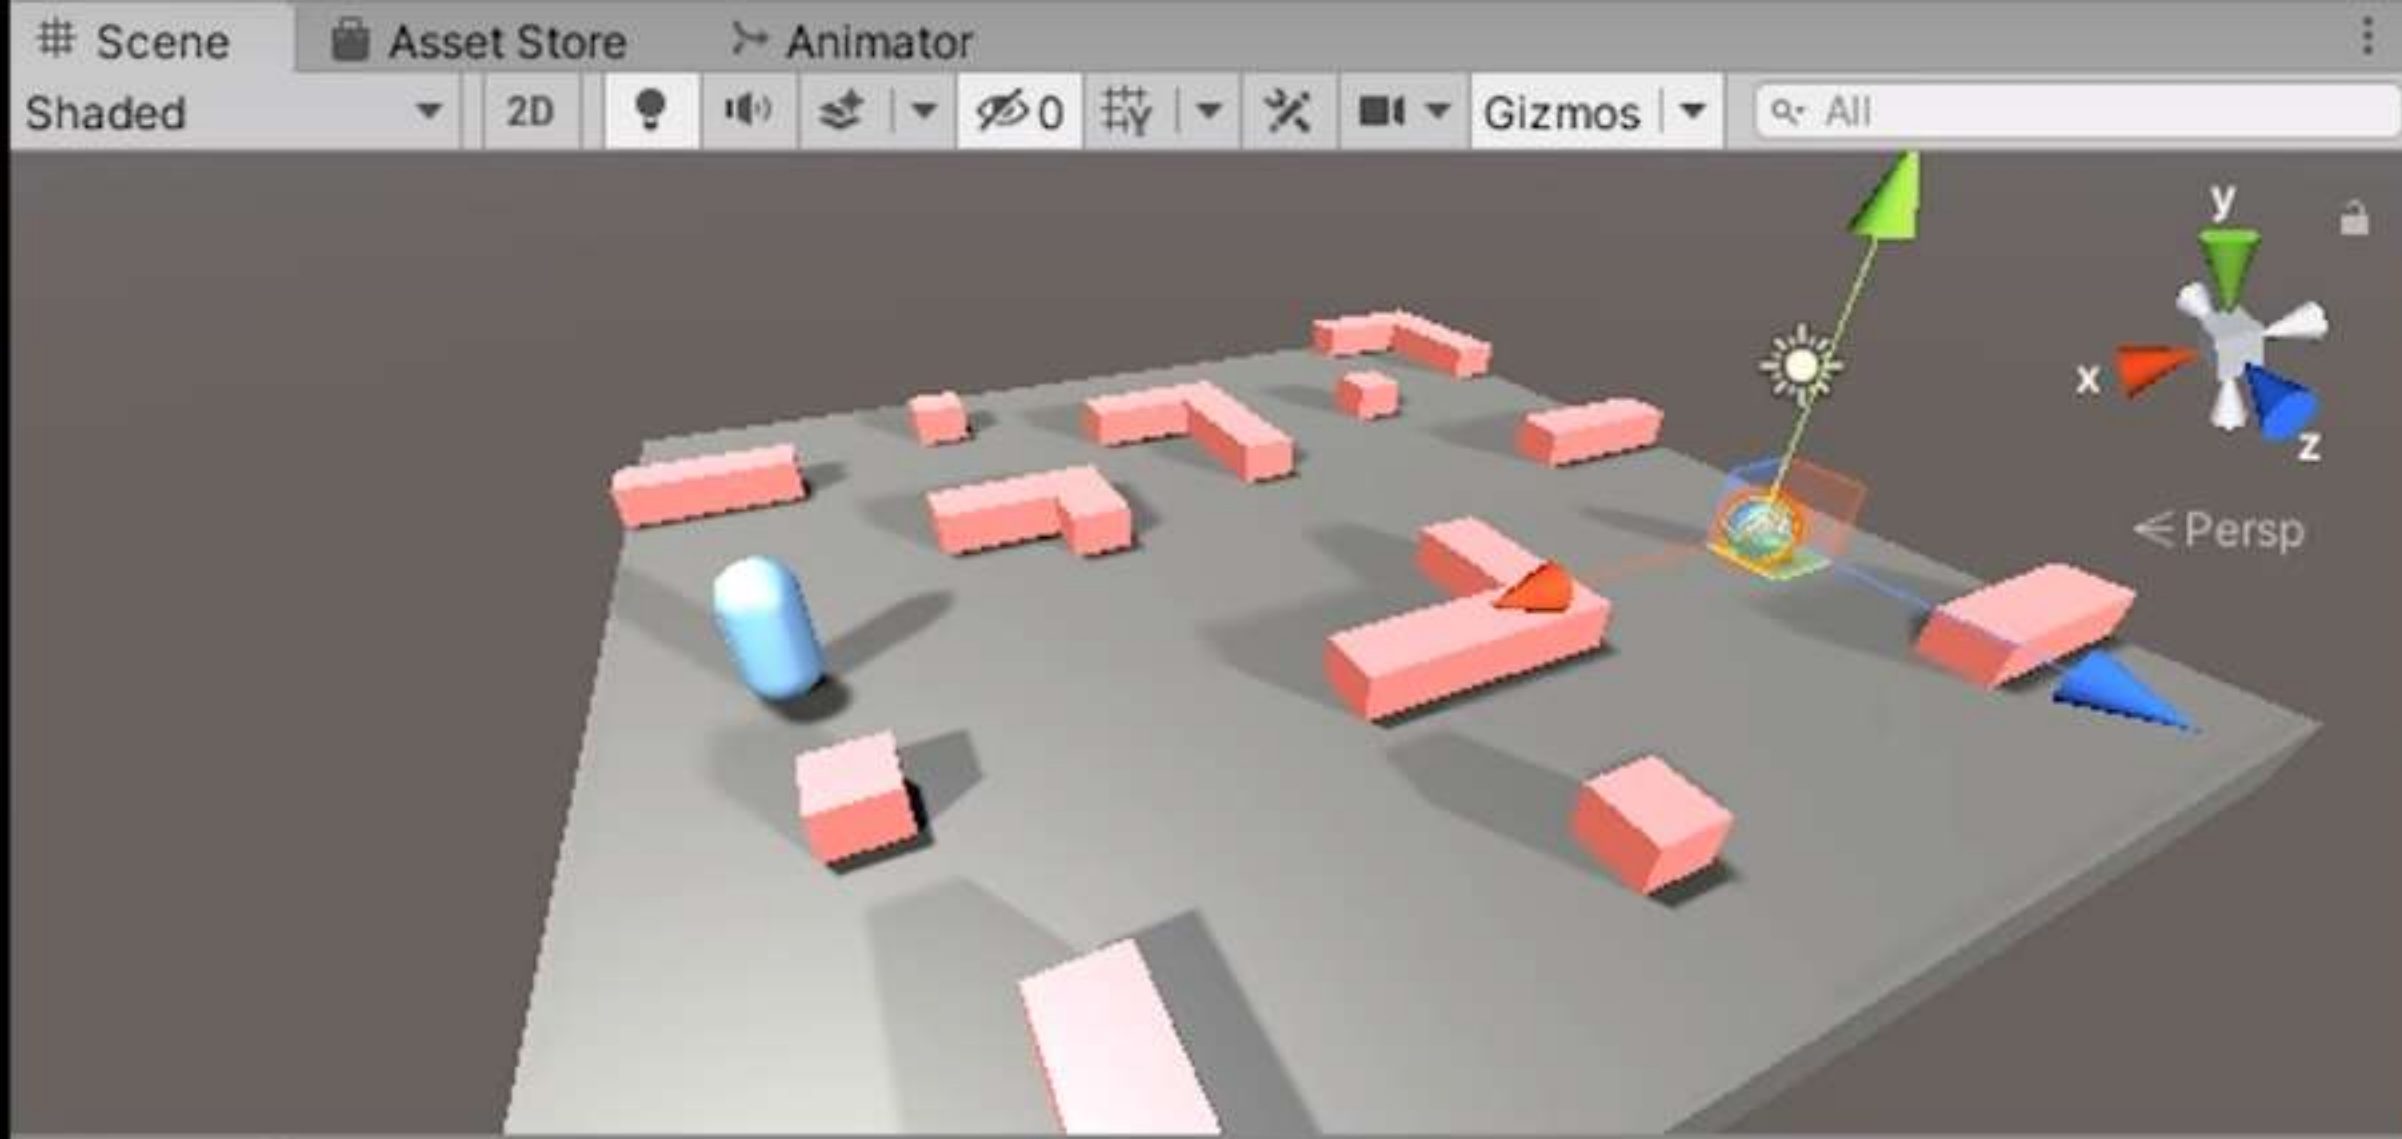 Scene Asset Store Animator
Shaded 2D 0 Gizmos All
y
x
z
Persp